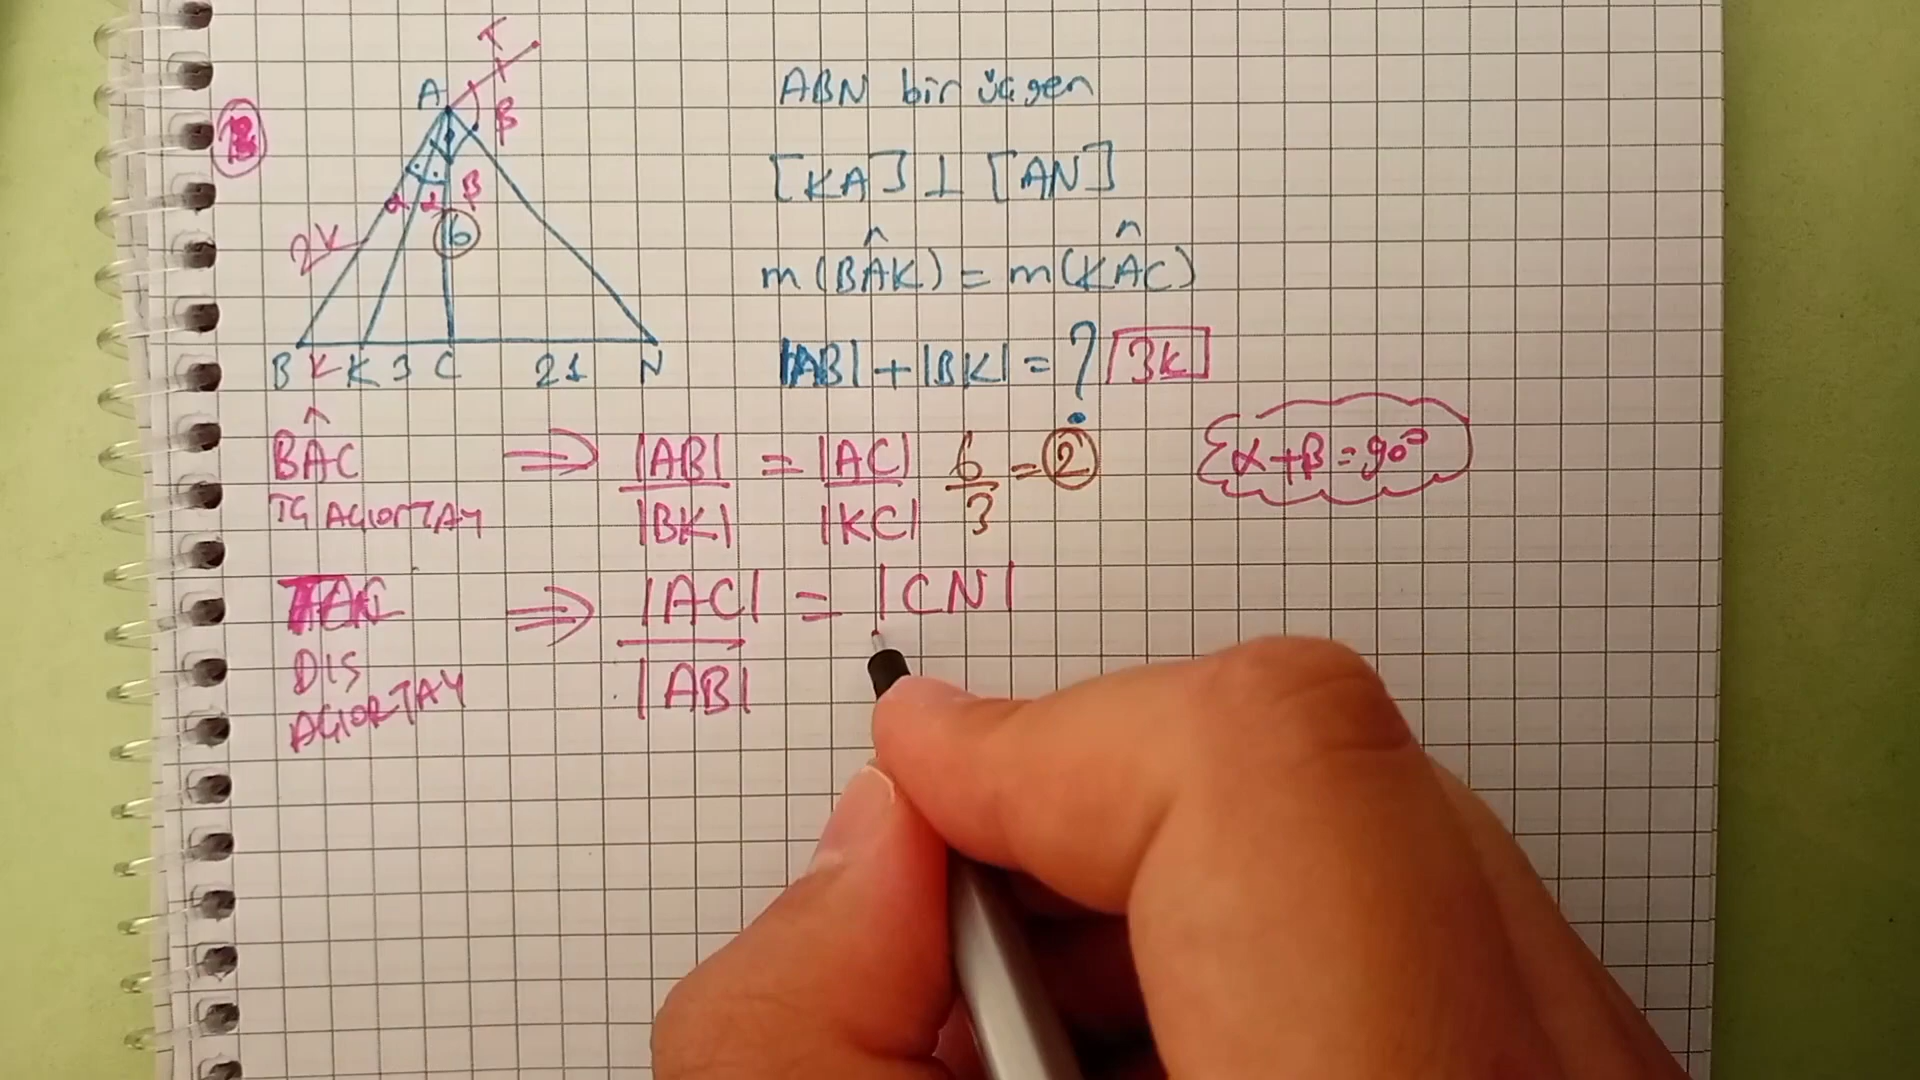 T
A
β
β
α α
2K
6
B K K 3 C 21 N
ABN bir üçgen
[KA] ⊥ [AN]
m(BÂK) = m(KÂC)
|AB| + |BK| = ? 3K
BÂC ⇒ |AB| / |BK| = |AC| / |KC| 6/3 = 2
İÇ AÇIORTAY
α + β = 90°
⇒ |AC| / |AB| = |CN|
DIŞ
AÇIORTAY